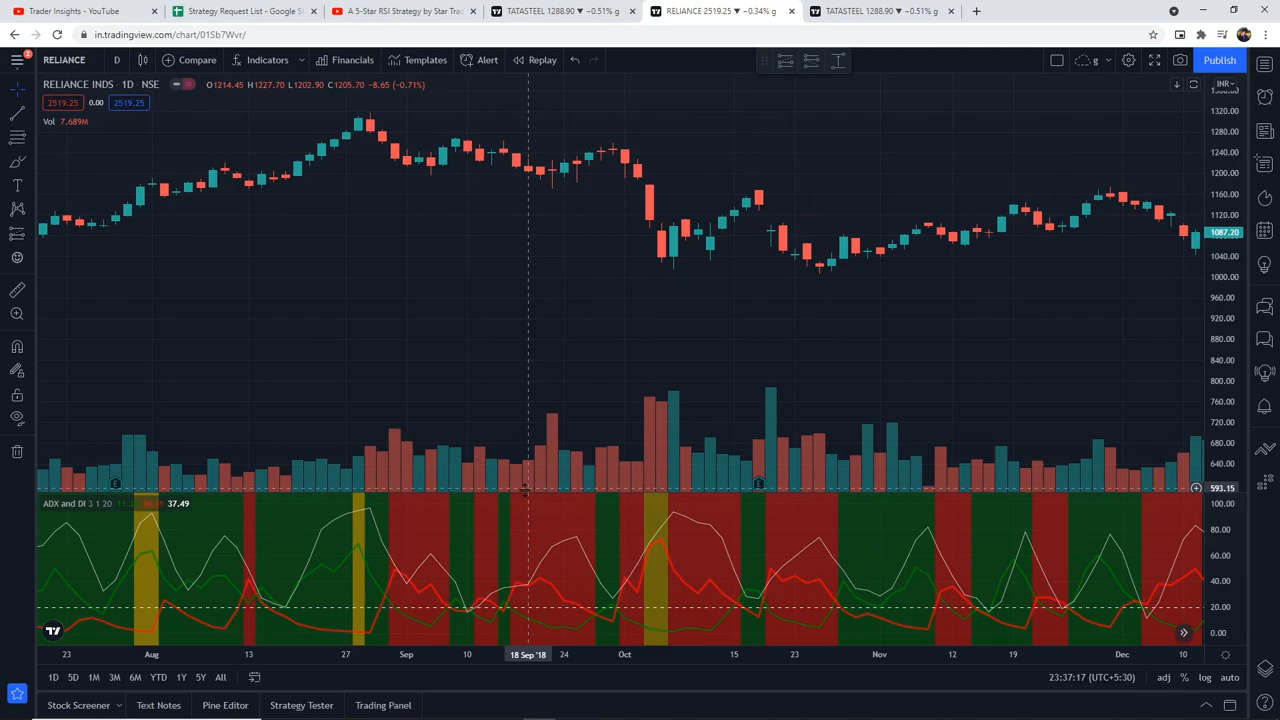 Trader Insights - YouTube
Strategy Request List - Google S
A 5-Star RSI Strategy by Star Tra
TATASTEEL 1288.90 ▼ −0.51% g
RELIANCE 2519.25 ▼ −0.34% g
TATASTEEL 1288.90 ▼ −0.51% g
in.tradingview.com/chart/01Sb7Wvr/
2 RELIANCE D Compare Indicators Financials Templates Alert Replay g Publish
RELIANCE INDS 1D NSE O1214.45 H1227.70 L1202.90 C1205.70 −8.65 (−0.71%) INR
2519.25 0.00 2519.25
Vol 7.689M
1320.00
1280.00
1240.00
1200.00
1160.00
1120.00
1087.20
1040.00
1000.00
960.00
920.00
880.00
840.00
800.00
760.00
720.00
680.00
640.00
E E
593.15
ADX and DI 3 1 20 37.49
100.00
80.00
60.00
40.00
20.00
0.00
23 Aug 13 27 Sep 10 18 Sep '18 24 Oct 15 23 Nov 12 19 Dec 10
1D 5D 1M 3M 6M YTD 1Y 5Y All 23:37:17 (UTC+5:30) adj % log auto
Stock Screener Text Notes Pine Editor Strategy Tester Trading Panel